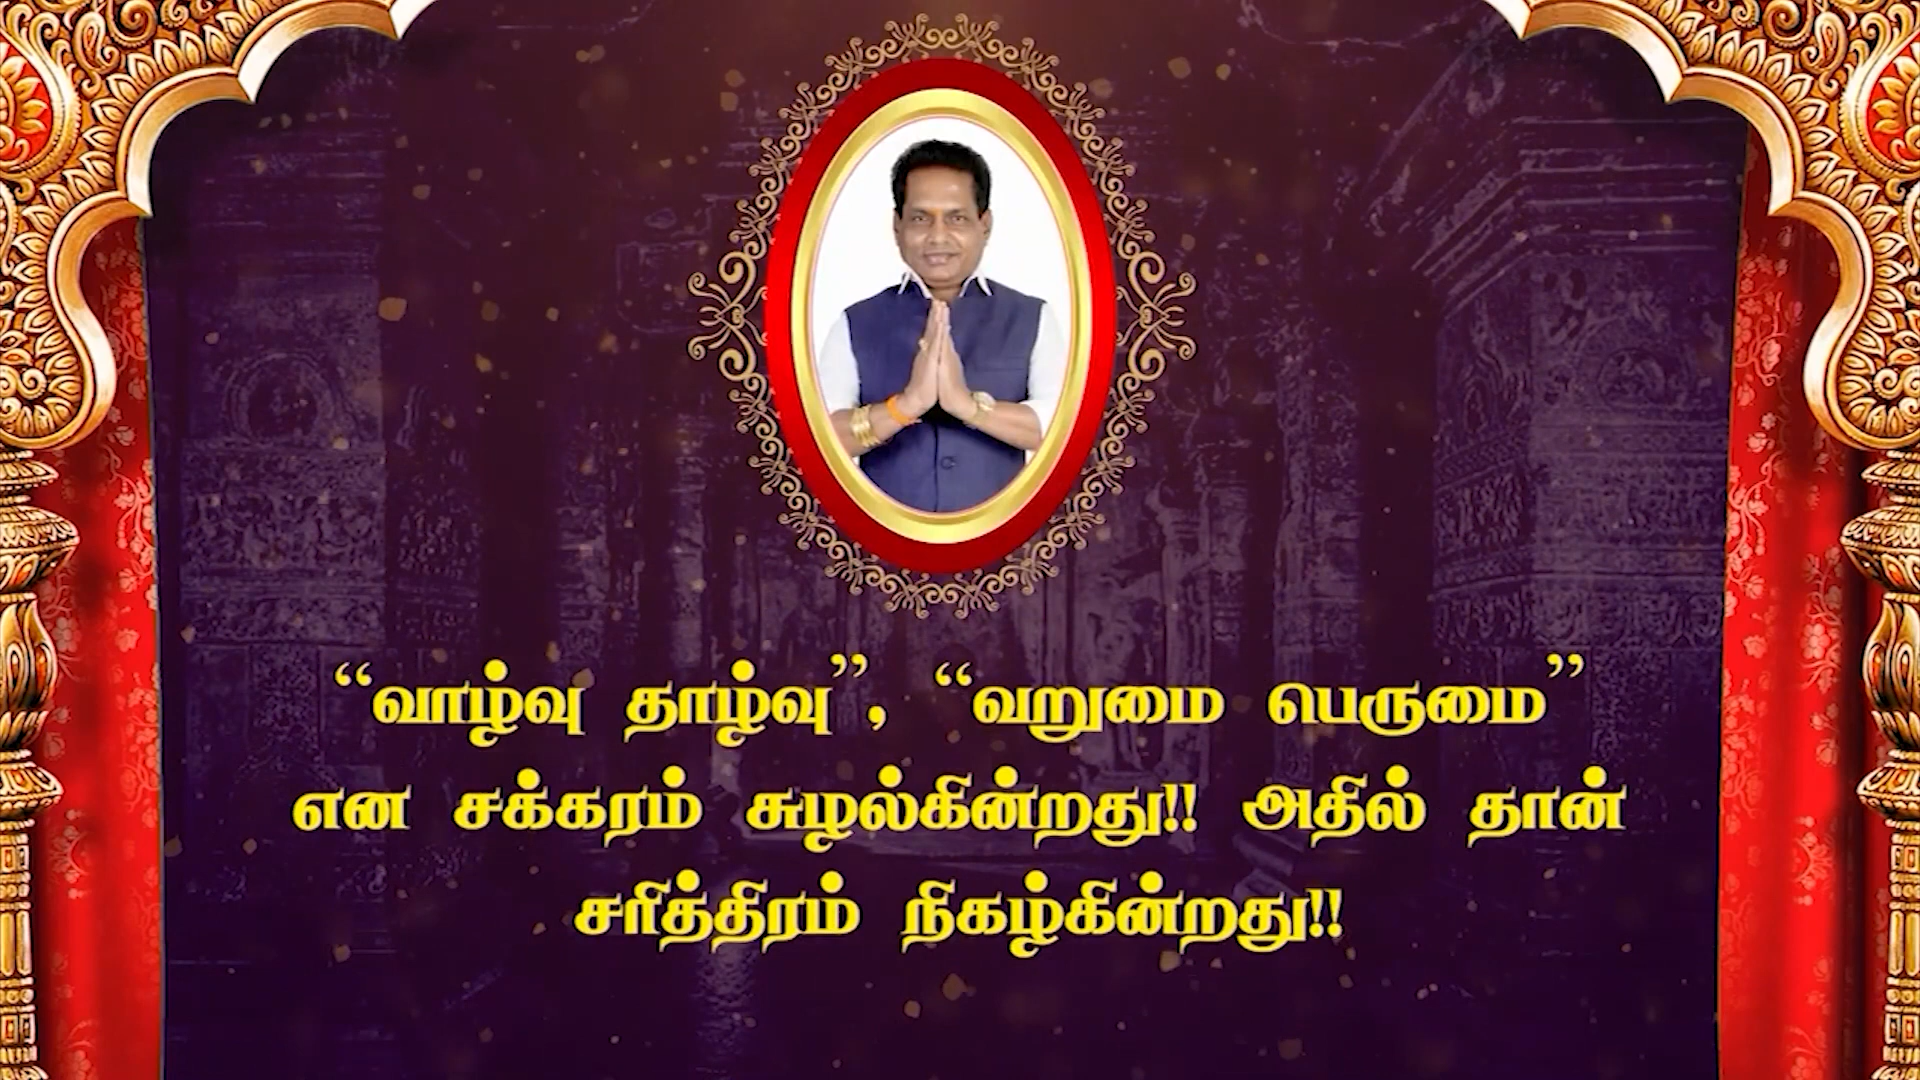 “வாழ்வு தாழ்வு”, “வறுமை பெருமை”
என சக்கரம் சுழல்கின்றது!! அதில் தான்
சரித்திரம் நிகழ்கின்றது!!